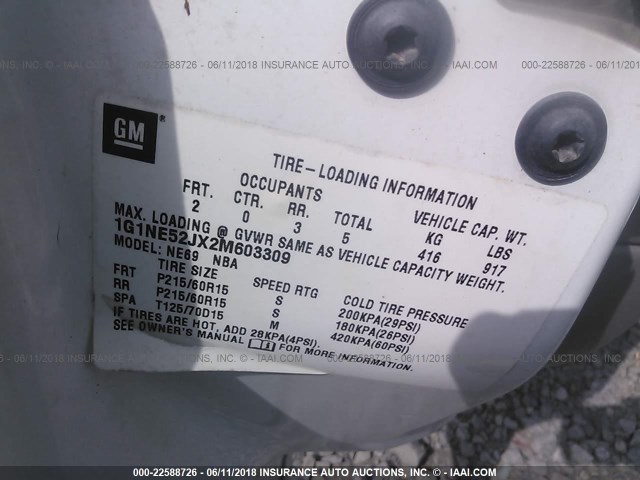 GM
TIRE-LOADING INFORMATION
OCCUPANTS VEHICLE CAP. WT.
FRT. CTR. RR. TOTAL KG LBS
2 0 3 5 416 917
MAX. LOADING @ GVWR SAME AS VEHICLE CAPACITY WEIGHT.
1G1NE52JX2M603309
MODEL: NE69 NBA
TIRE SIZE SPEED RTG COLD TIRE PRESSURE
FRT P215/60R15 S 200KPA(29PSI)
RR P215/60R15 S 180KPA(26PSI)
SPA T125/70D15 M 420KPA(60PSI)
IF TIRES ARE HOT, ADD 28KPA(4PSI).
SEE OWNER'S MANUAL FOR MORE INFORMATION.
000-22588726 - 06/11/2018 INSURANCE AUTO AUCTIONS, INC. © - IAAI.COM